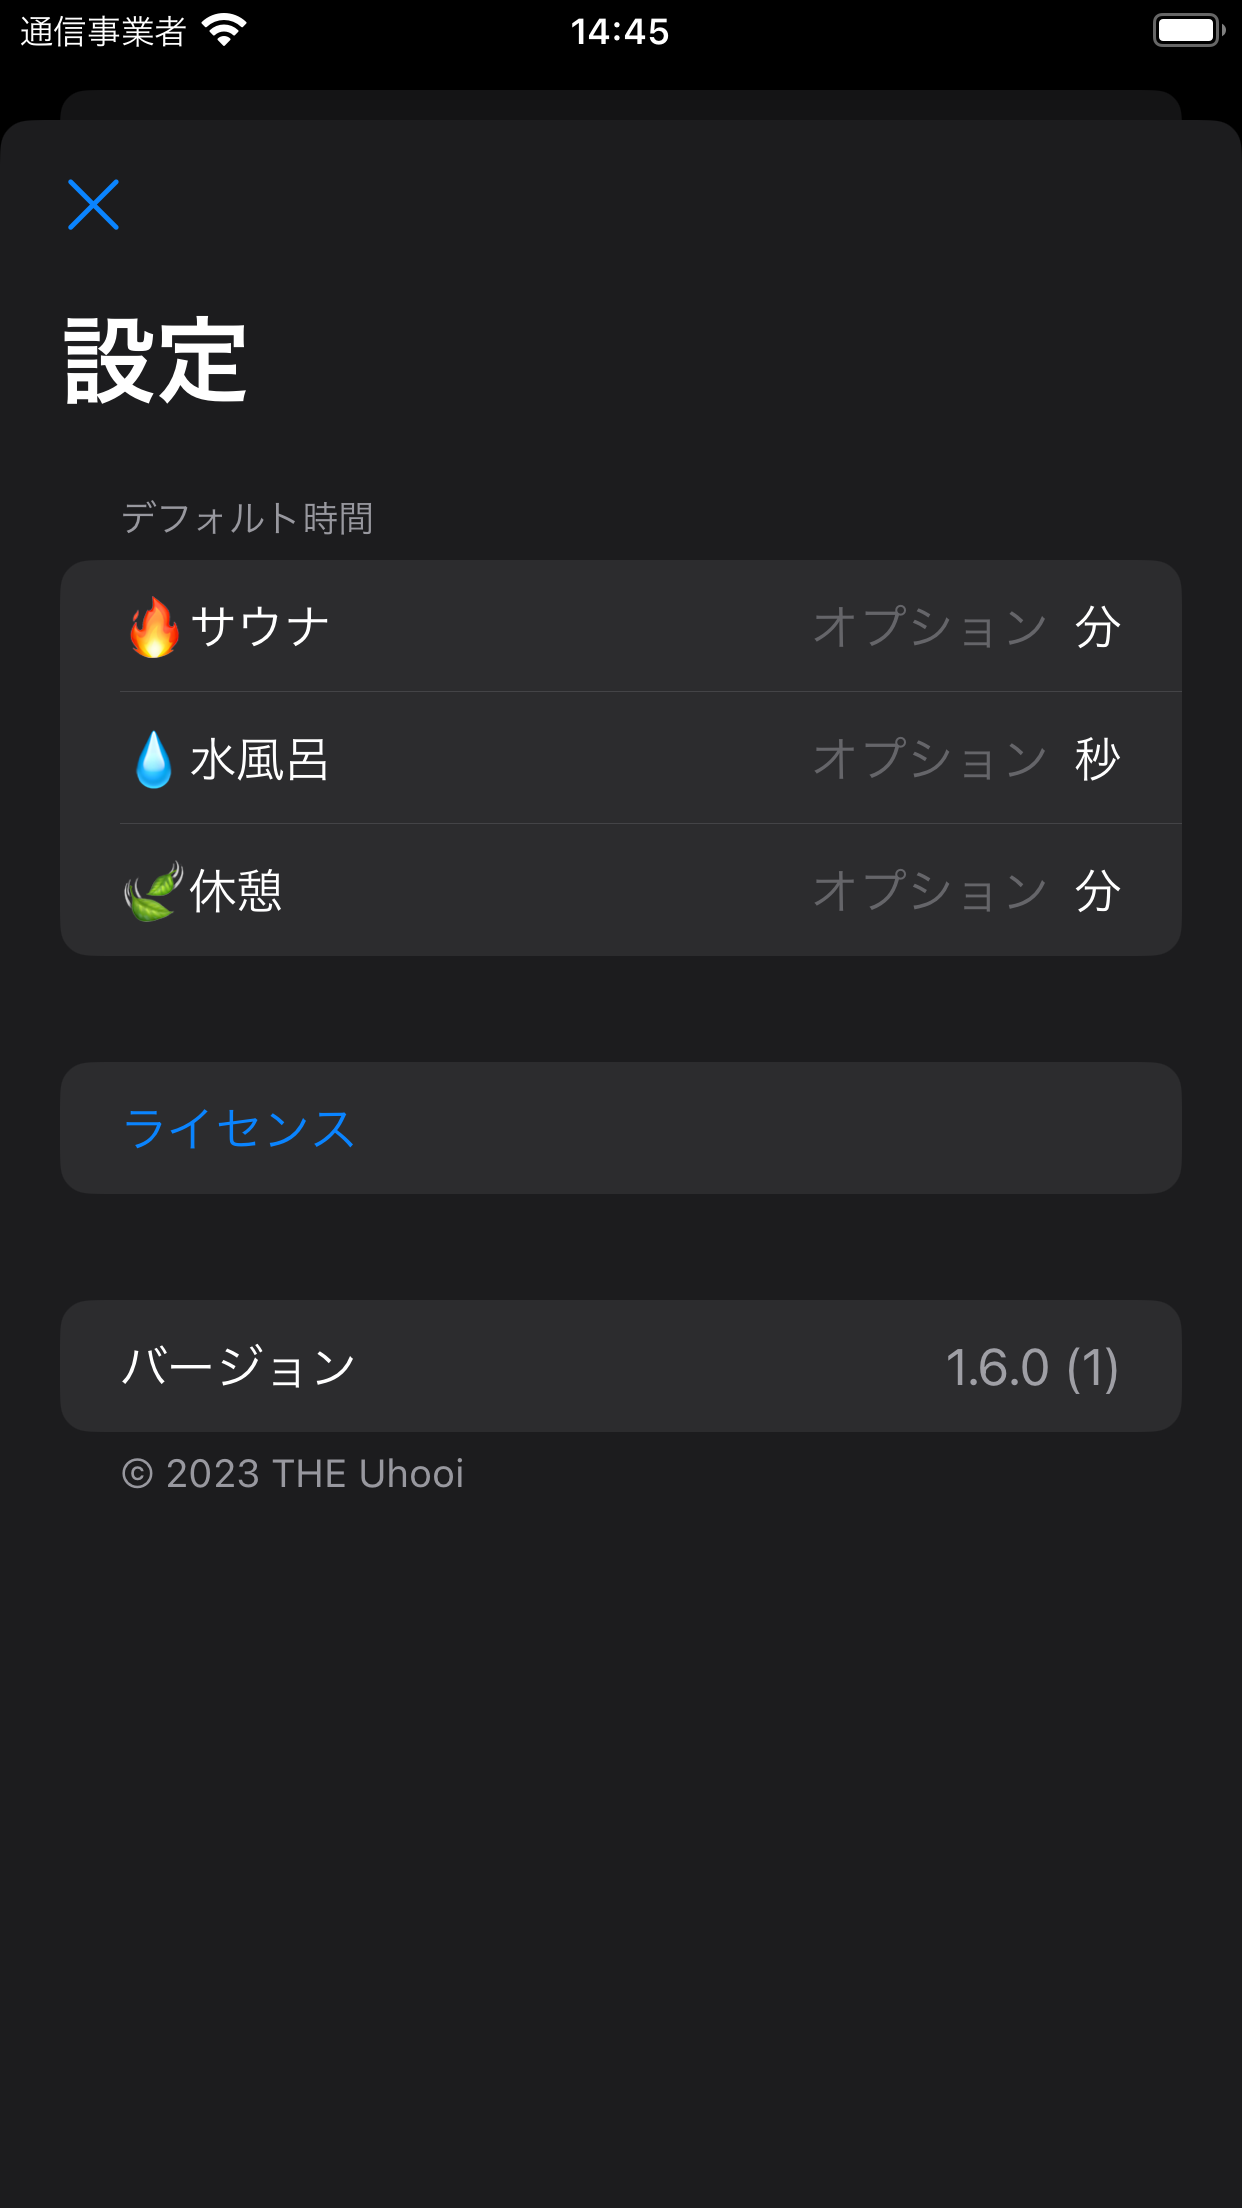 通信事業者 14:45
設定
デフォルト時間
🔥サウナ オプション 分
💧水風呂 オプション 秒
🍃休憩 オプション 分
ライセンス
バージョン 1.6.0 (1)
© 2023 THE Uhooi